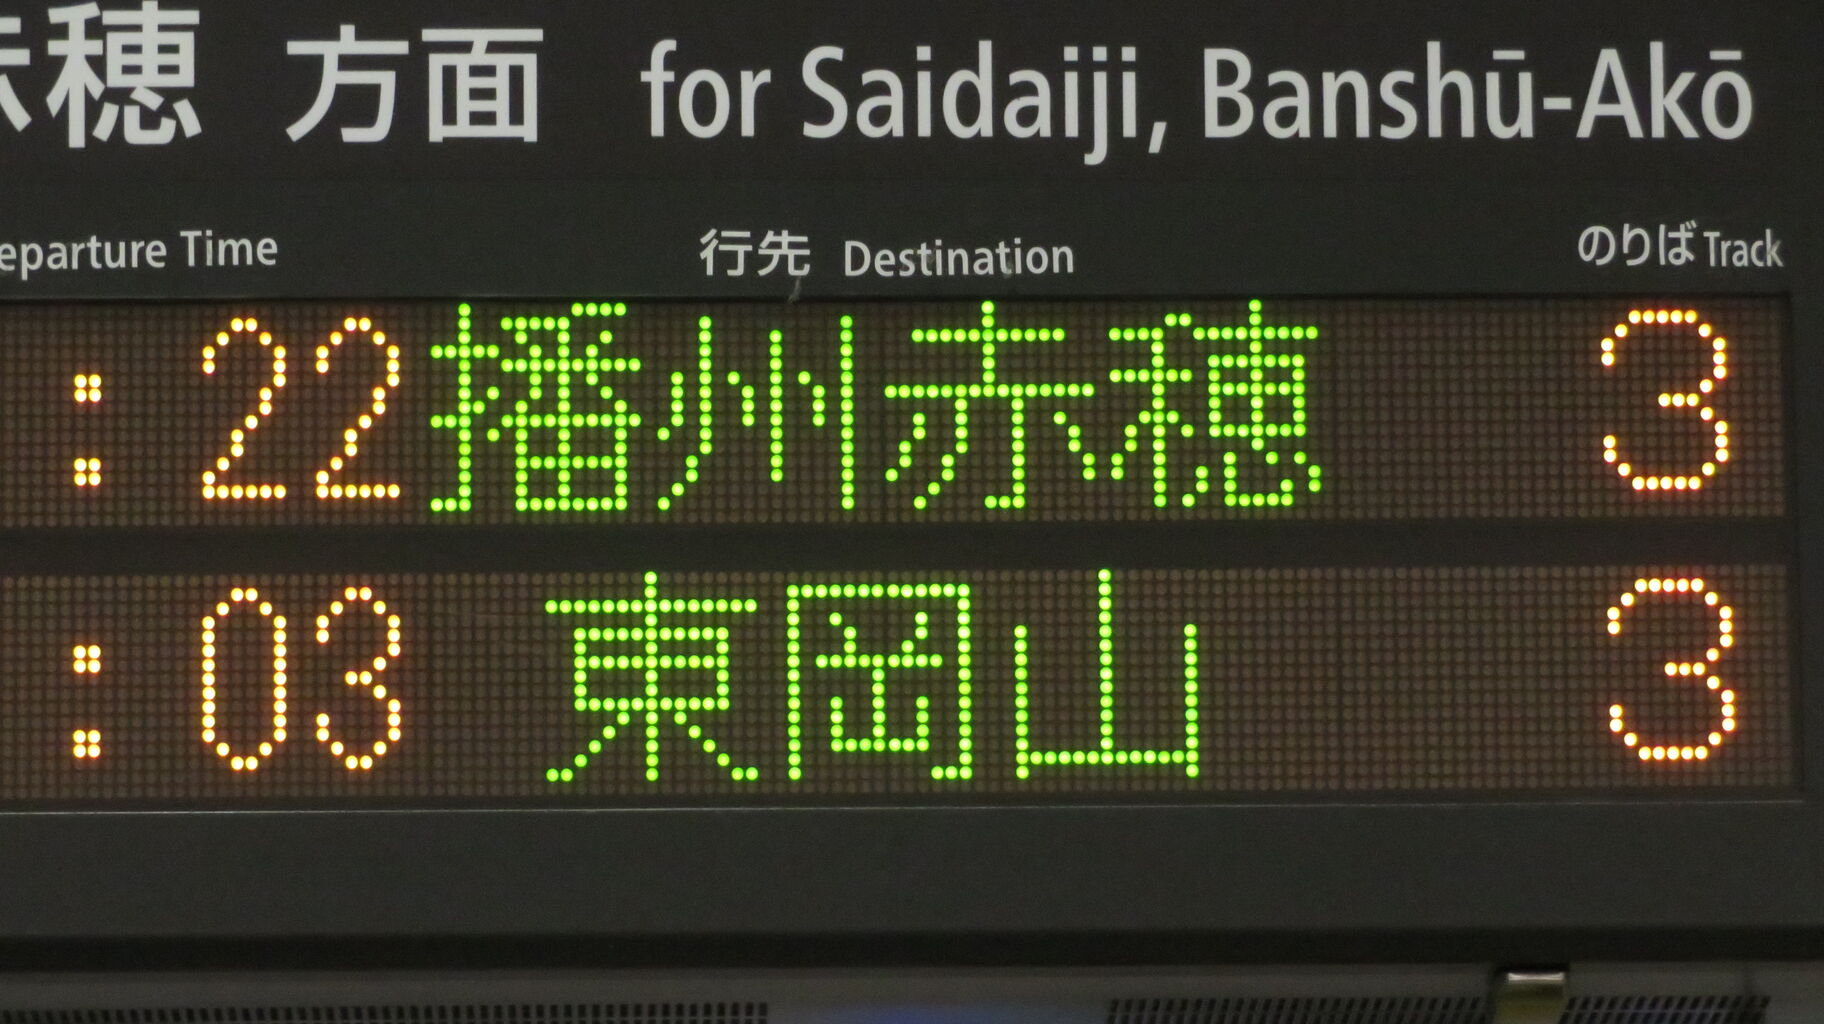 穂 方面 for Saidaiji, Banshū-Akō
eparture Time 行先 Destination のりば Track
:22 播州赤穂 3
:03 東岡山 3